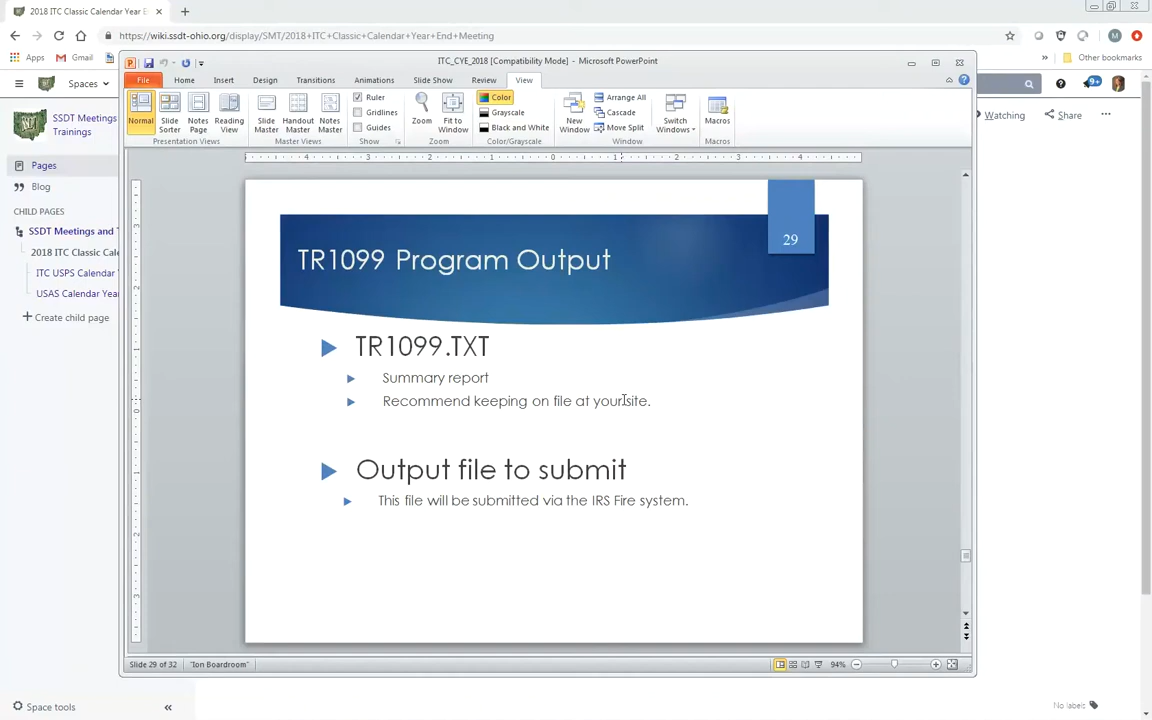 2018 ITC Classic Calendar Year E
https://wiki.ssdt-ohio.org/display/SMT/2018+ITC+Classic+Calendar+Year+End+Meeting
M
Apps
Gmail
Other bookmarks
ITC_CYE_2018 [Compatibility Mode] - Microsoft PowerPoint
File
Home
Insert
Design
Transitions
Animations
Slide Show
Review
View
Normal
Slide Sorter
Notes Page
Reading View
Presentation Views
Slide Master
Handout Master
Notes Master
Master Views
Ruler
Gridlines
Guides
Show
Zoom
Fit to Window
Zoom
Color
Grayscale
Black and White
Color/Grayscale
New Window
Arrange All
Cascade
Move Split
Switch Windows
Window
Macros
Macros
Spaces
9+
SSDT Meetings
Trainings
Watching
Share
Pages
Blog
CHILD PAGES
SSDT Meetings and T
2018 ITC Classic Cale
ITC USPS Calendar Y
USAS Calendar Year
Create child page
29
TR1099 Program Output
TR1099.TXT
Summary report
Recommend keeping on file at your site.
Output file to submit
This file will be submitted via the IRS Fire system.
Slide 29 of 32
"Ion Boardroom"
94%
Space tools
No labels